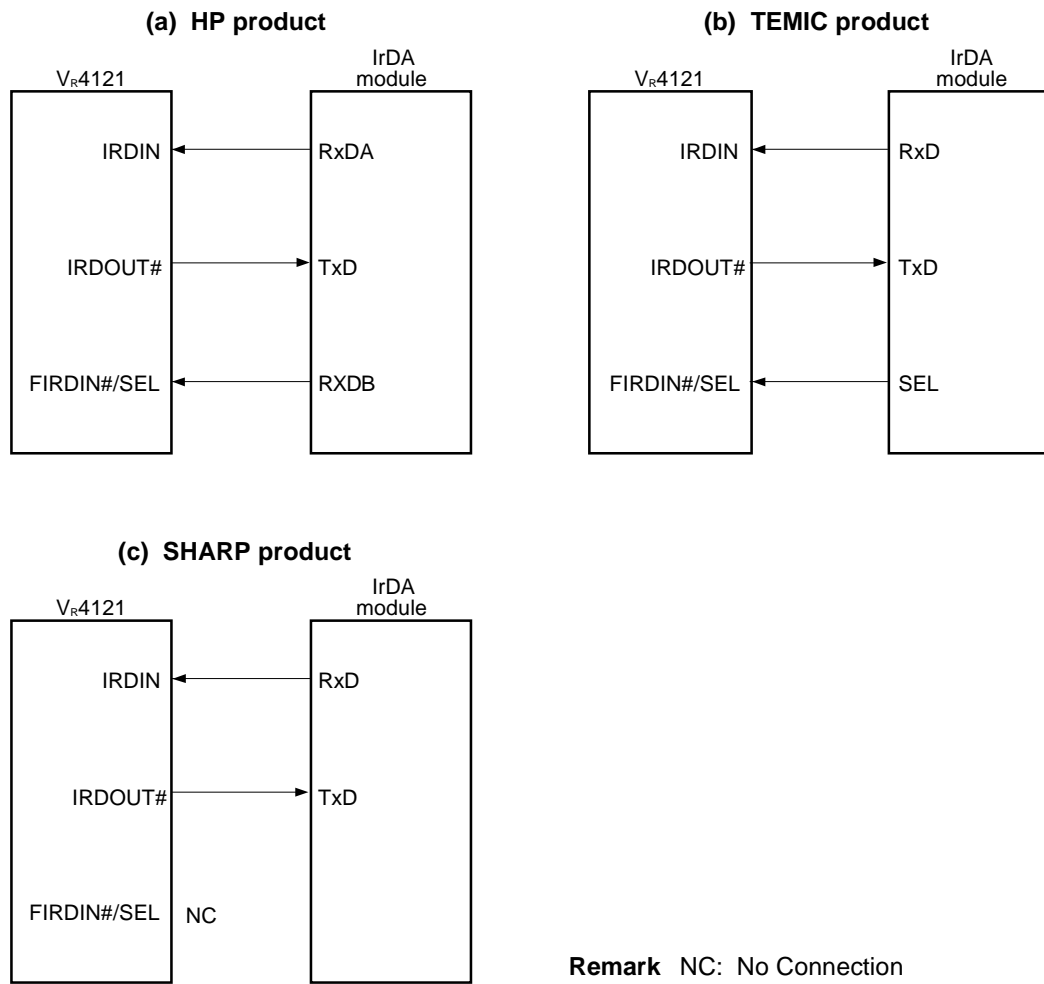 (a) HP product
VR4121
IrDA
module
IRDIN
RxDA
IRDOUT#
TxD
FIRDIN#/SEL
RXDB
(b) TEMIC product
VR4121
IrDA
module
IRDIN
RxD
IRDOUT#
TxD
FIRDIN#/SEL
SEL
(c) SHARP product
VR4121
IrDA
module
IRDIN
RxD
IRDOUT#
TxD
FIRDIN#/SEL
NC
Remark NC: No Connection